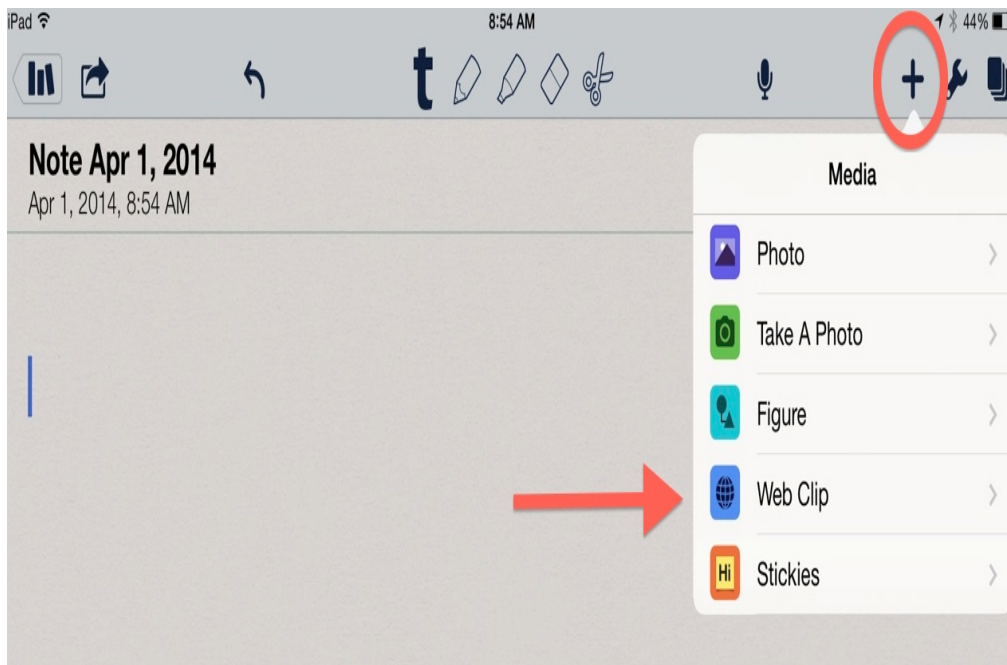 iPad 8:54 AM 44%
t
Note Apr 1, 2014
Apr 1, 2014, 8:54 AM
Media
Photo
Take A Photo
Figure
Web Clip
Hi Stickies